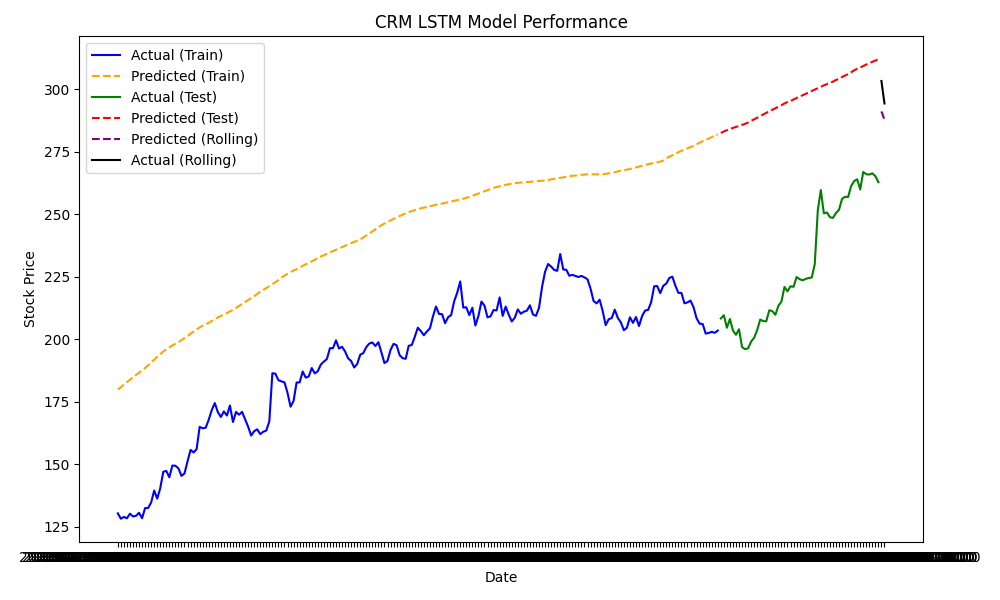 CRM LSTM Model Performance
Actual (Train)
Predicted (Train)
Actual (Test)
Predicted (Test)
Predicted (Rolling)
Actual (Rolling)
Stock Price
300
275
250
225
200
175
150
125
Date